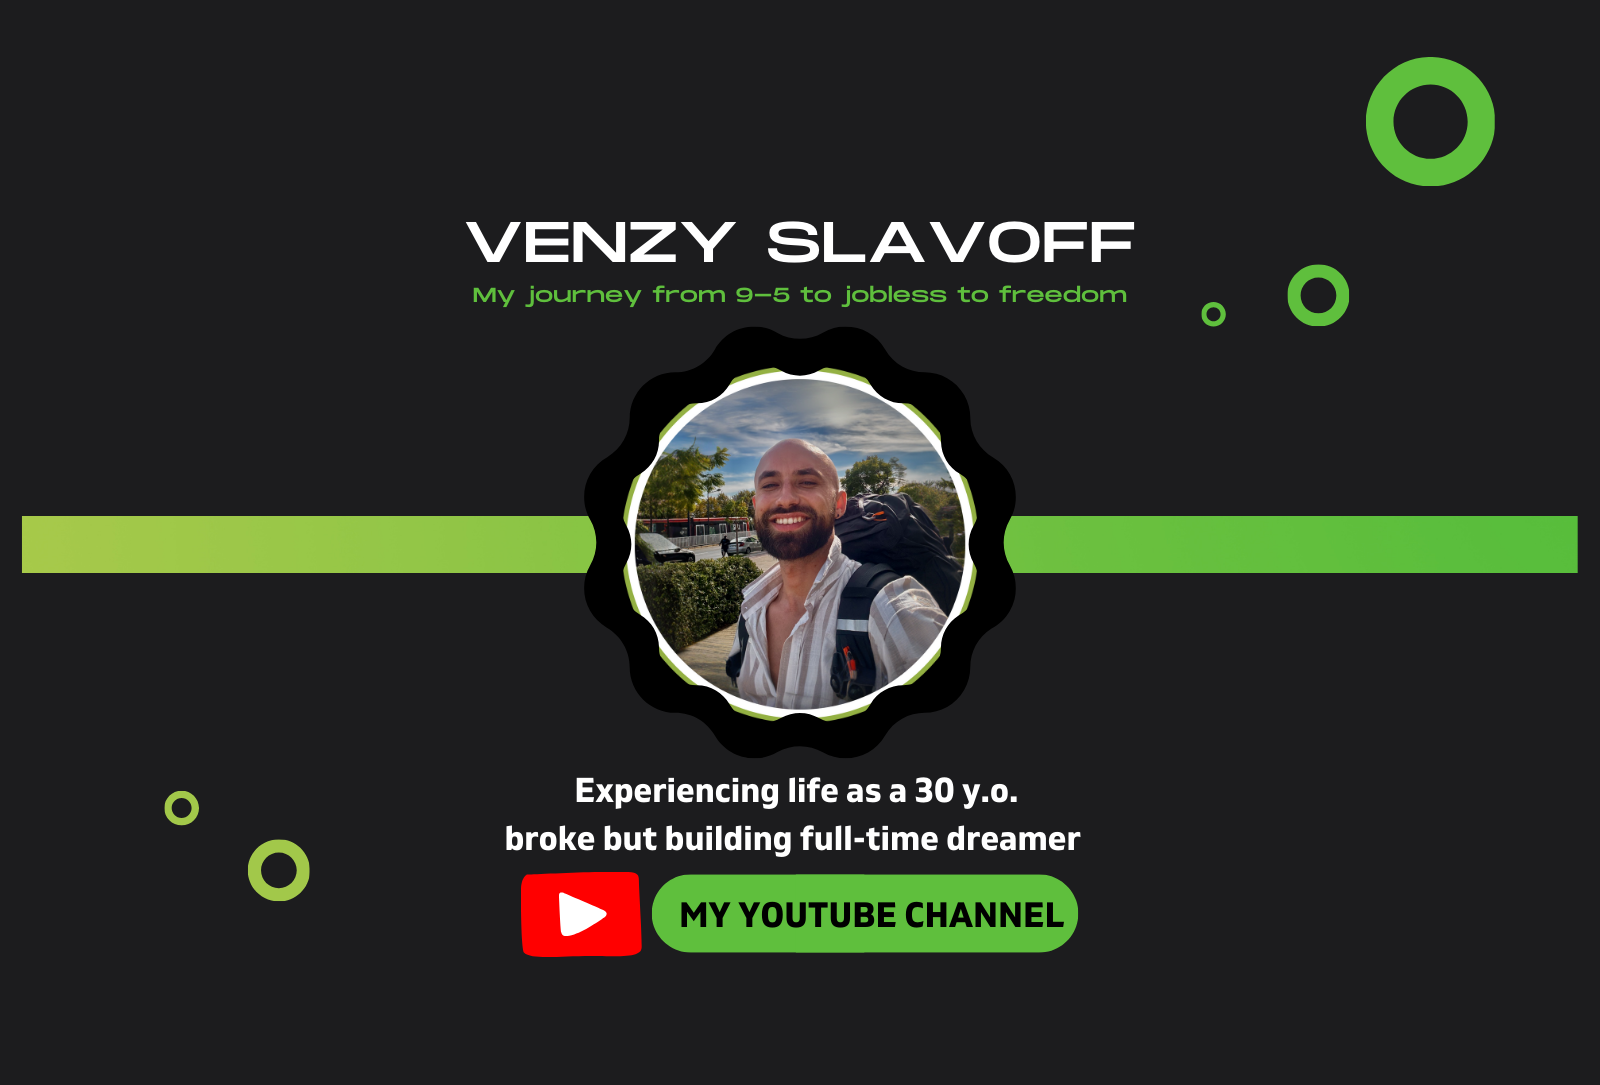 VENZY SLAVOFF
My journey from 9–5 to jobless to freedom
Experiencing life as a 30 y.o.
broke but building full-time dreamer
MY YOUTUBE CHANNEL